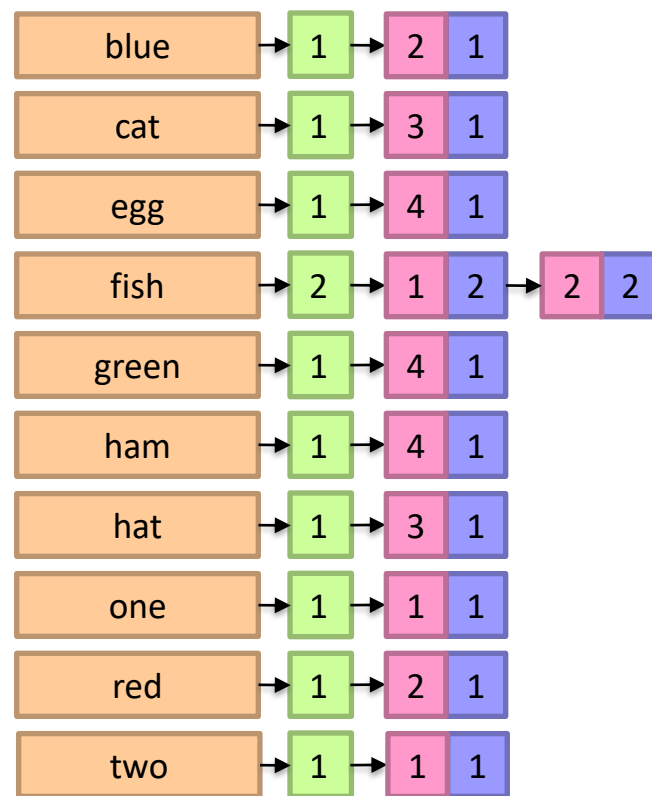 blue 1 2 1
cat 1 3 1
egg 1 4 1
fish 2 1 2 2 2
green 1 4 1
ham 1 4 1
hat 1 3 1
one 1 1 1
red 1 2 1
two 1 1 1